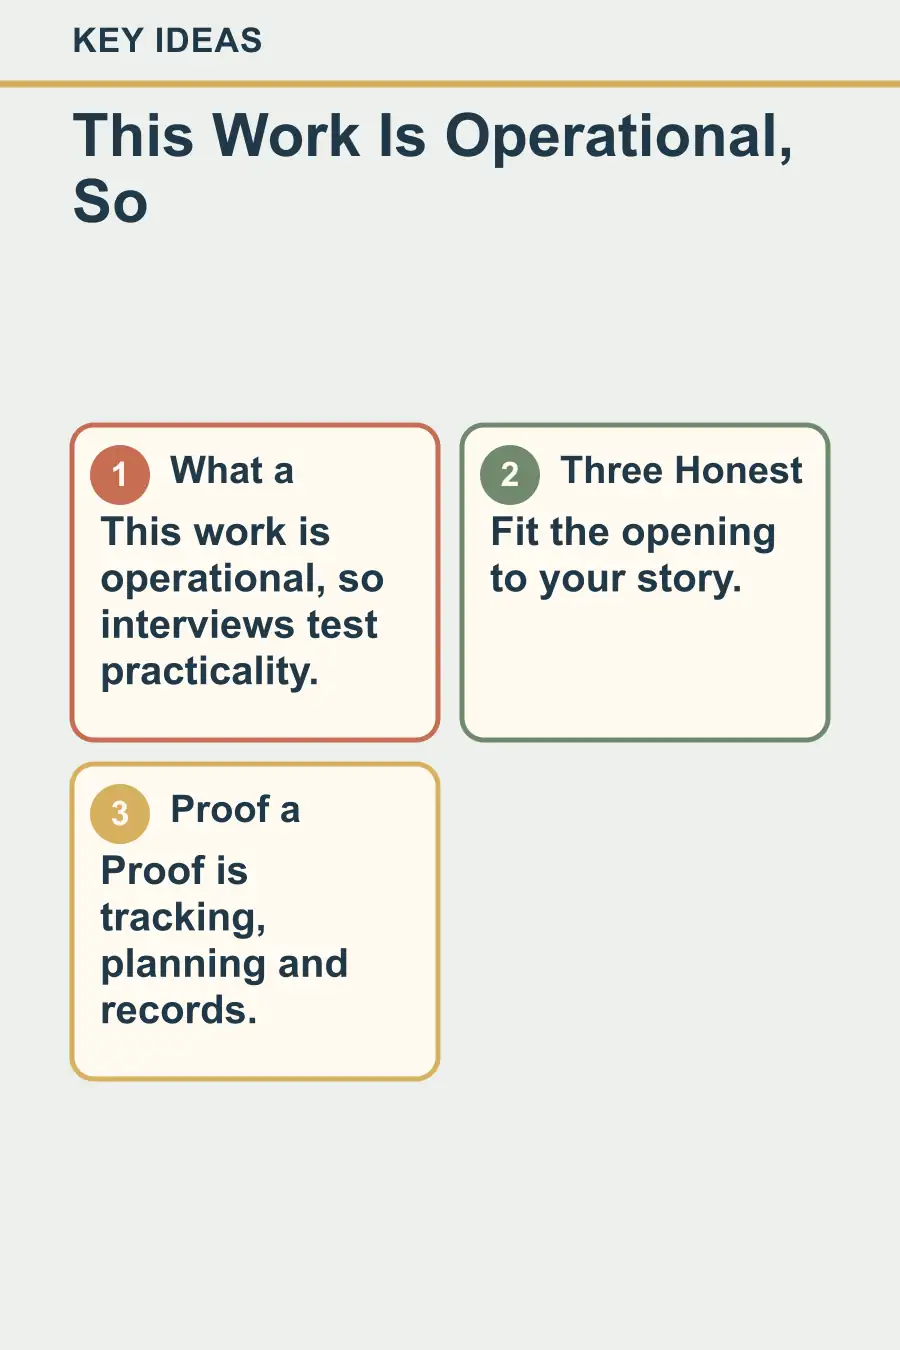 KEY IDEAS
This Work Is Operational,
So
1 What a
This work is
operational, so
interviews test
practicality.
2 Three Honest
Fit the opening
to your story.
3 Proof a
Proof is
tracking,
planning and
records.